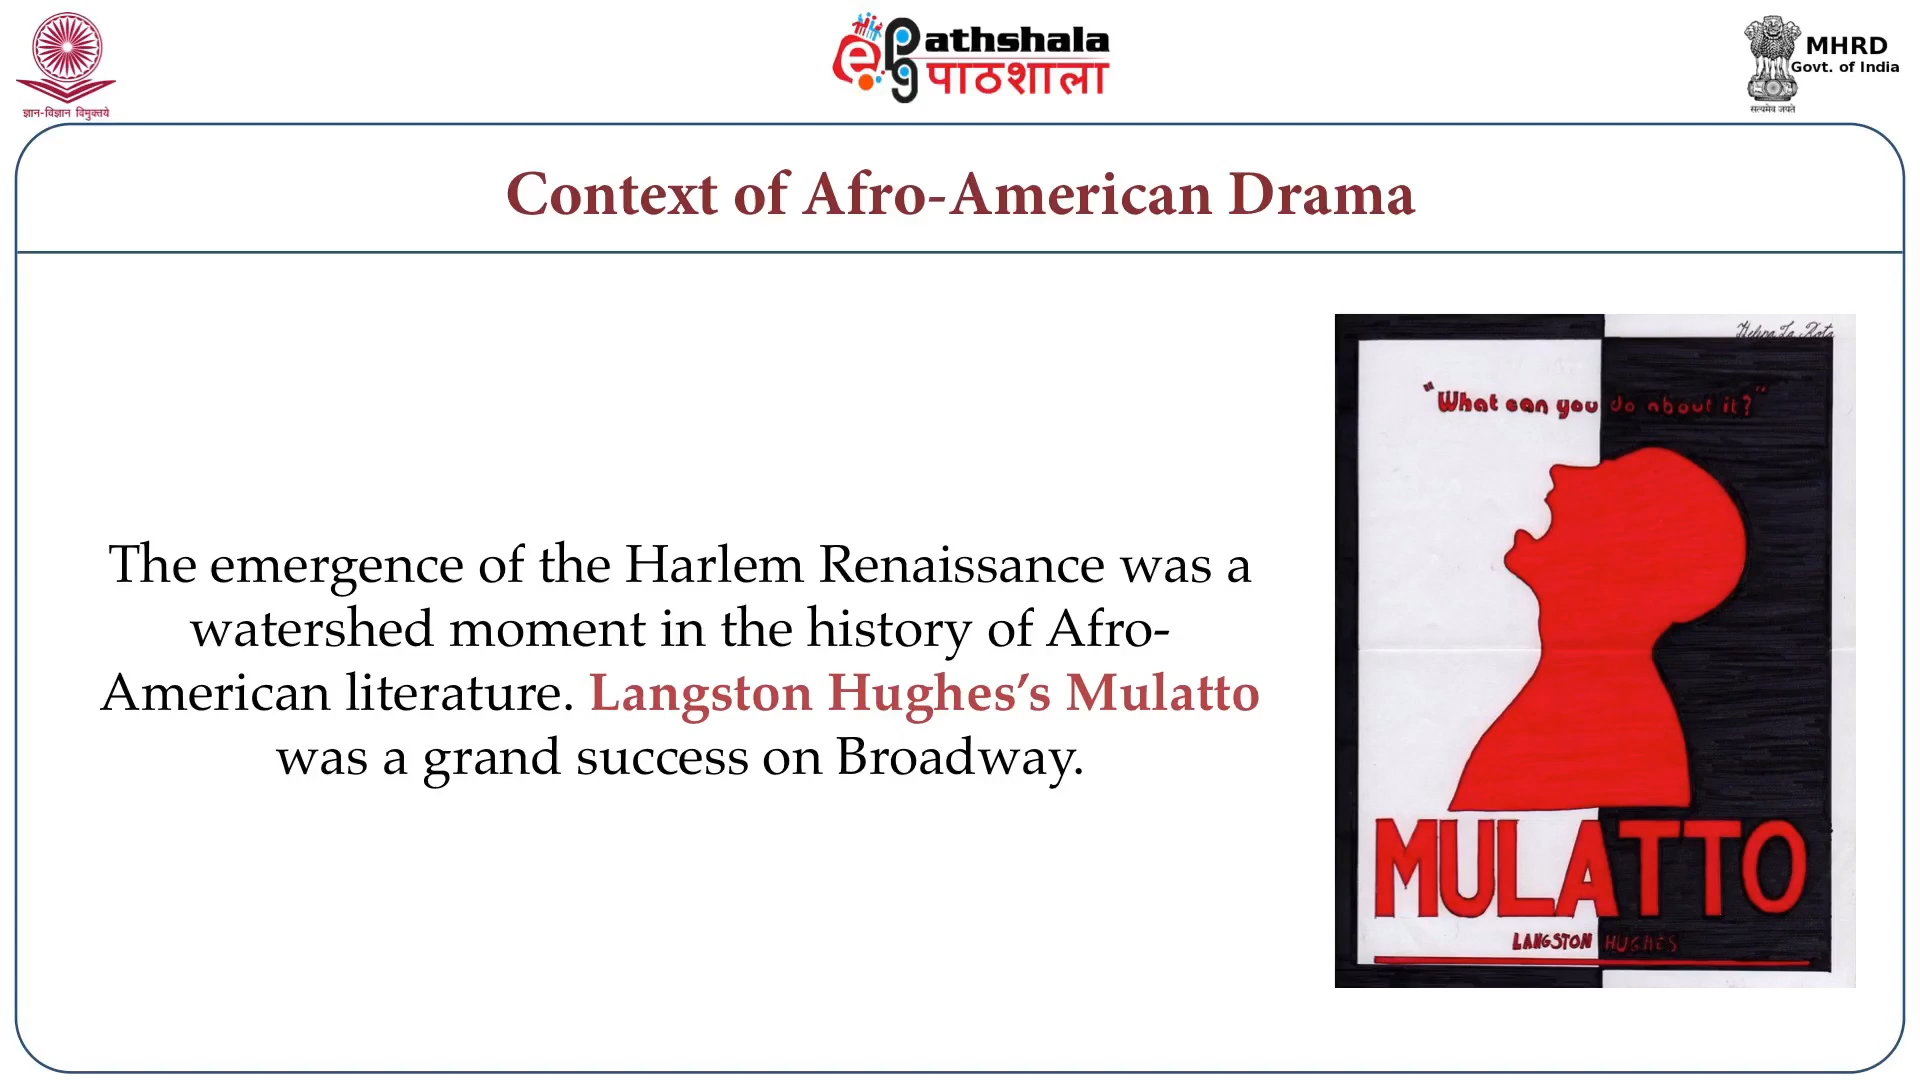 ज्ञान-विज्ञान विमुक्तये
ePathshala
पाठशाला
MHRD
Govt. of India
सत्यमेव जयते
Context of Afro-American Drama
The emergence of the Harlem Renaissance was a
watershed moment in the history of Afro-
American literature. Langston Hughes’s Mulatto
was a grand success on Broadway.
"What can you do about it?"
MULATTO
LANGSTON HUGHES